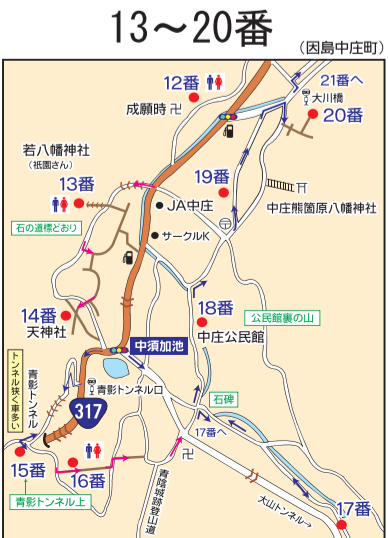 13〜20番
（因島中庄町）
12番
成願時 卍
21番へ
大川橋
20番
若八幡神社
（祇園さん）
13番
19番
JA中庄
中庄熊箇原八幡神社
石の道標どおり
サークルK
14番
天神社
18番
中庄公民館
公民館裏の山
中須加池
トンネル狭く車多い
青影トンネル
青影トンネル口
317
石碑
17番へ
卍
15番
16番
青影トンネル上
青陰城跡登山道
大山トンネル→
17番